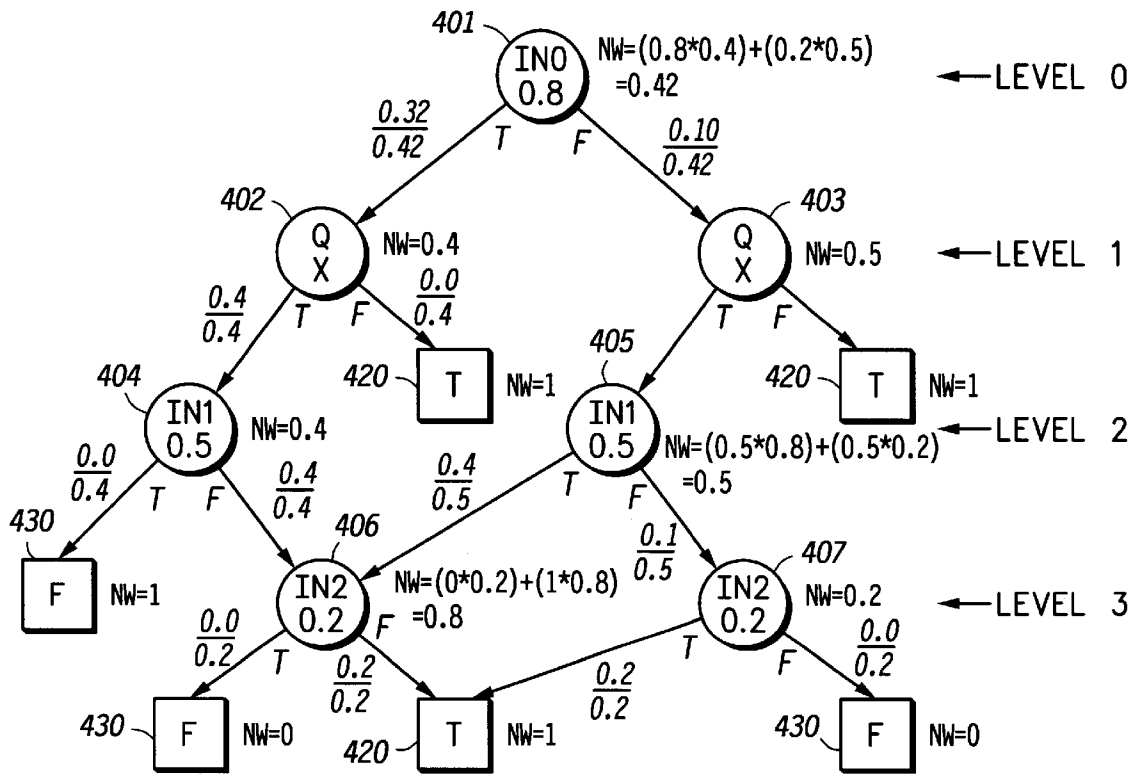 401
IN0
0.8
NW=(0.8*0.4)+(0.2*0.5)
=0.42
LEVEL 0
0.32
0.42
T
F
0.10
0.42
402
Q
X
NW=0.4
403
Q
X
NW=0.5
LEVEL 1
0.4
0.4
T
F
0.0
0.4
T
F
404
IN1
0.5
NW=0.4
420
T
NW=1
405
IN1
0.5
NW=(0.5*0.8)+(0.5*0.2)
=0.5
420
T
NW=1
LEVEL 2
0.0
0.4
T
F
0.4
0.4
0.4
0.5
T
F
0.1
0.5
430
F
NW=1
406
IN2
0.2
NW=(0*0.2)+(1*0.8)
=0.8
407
IN2
0.2
NW=0.2
LEVEL 3
0.0
0.2
T
F
0.2
0.2
0.2
0.2
T
F
0.0
0.2
430
F
NW=0
420
T
NW=1
430
F
NW=0